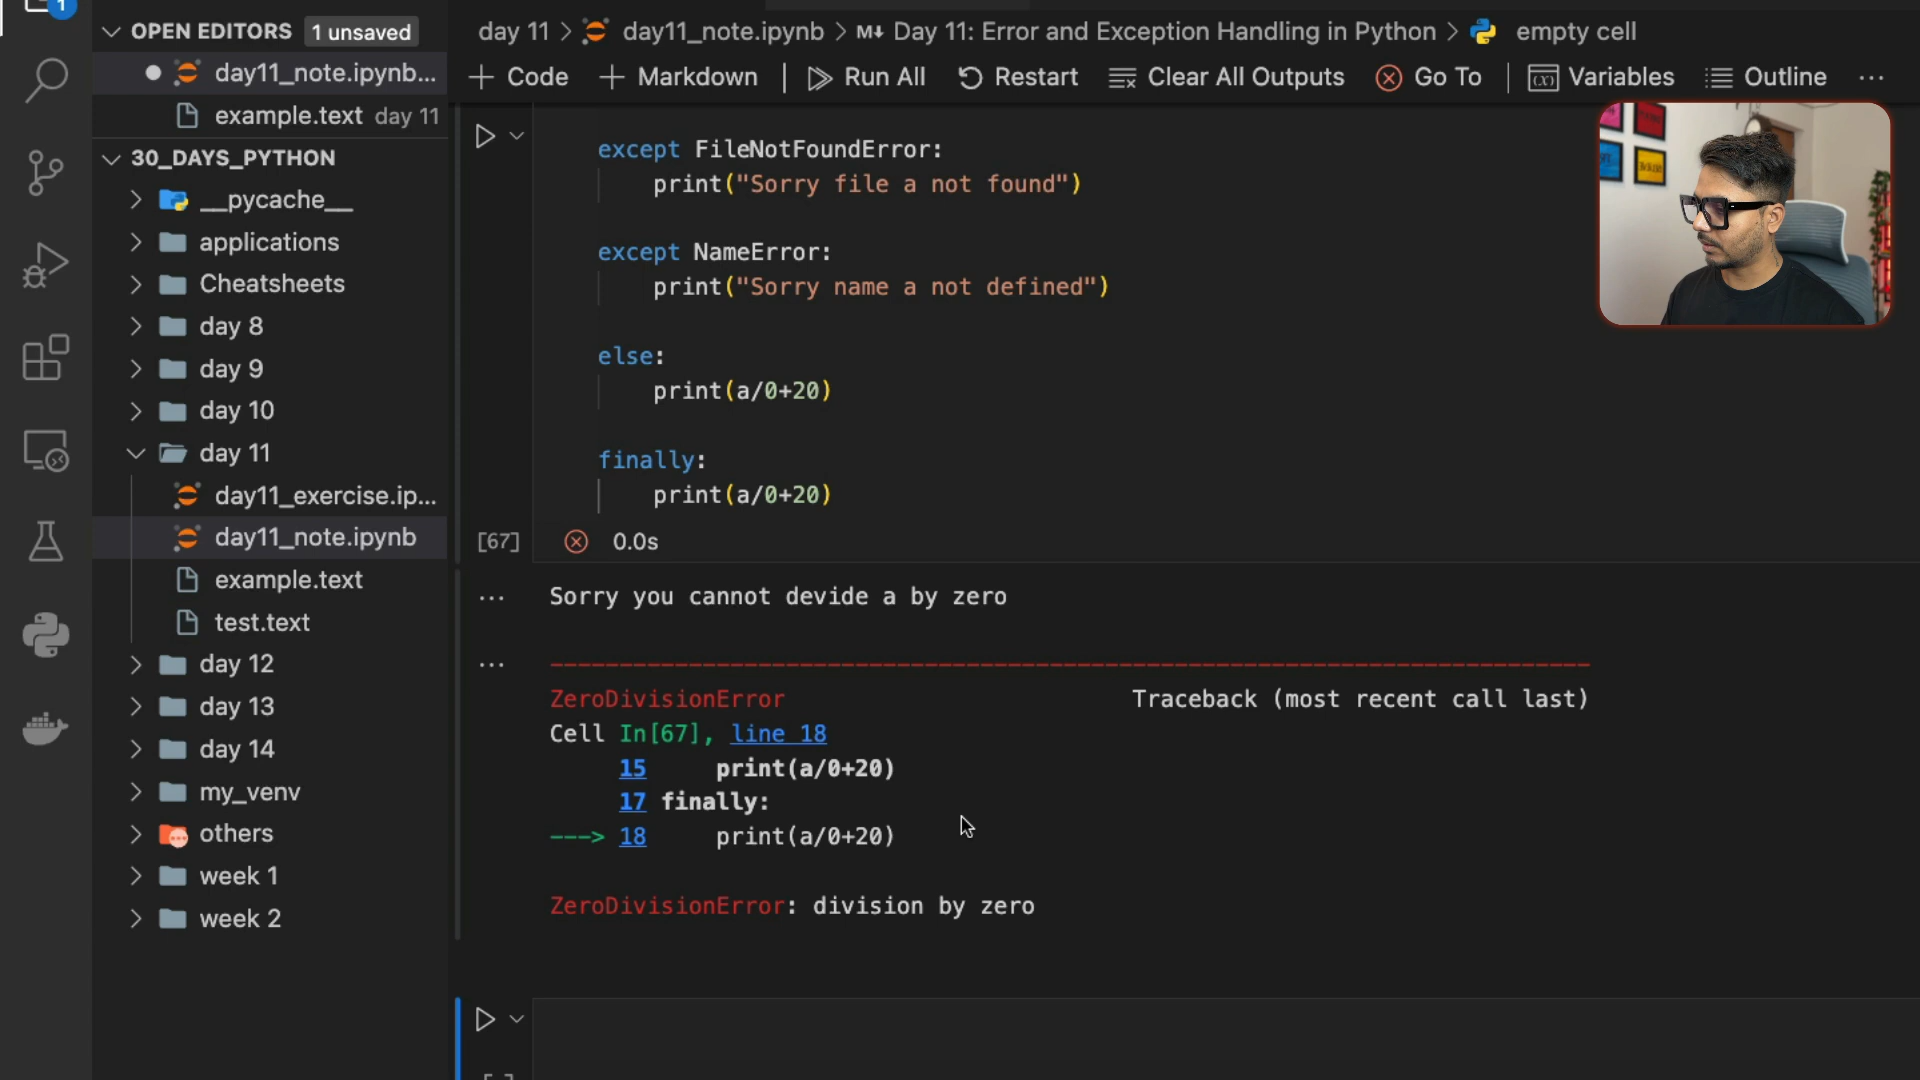 1
OPEN EDITORS 1 unsaved
day11_note.ipynb...
example.text day 11
30_DAYS_PYTHON
__pycache__
applications
Cheatsheets
day 8
day 9
day 10
day 11
day11_exercise.ip...
day11_note.ipynb
example.text
test.text
day 12
day 13
day 14
my_venv
others
week 1
week 2
day 11 > day11_note.ipynb > M↓ Day 11: Error and Exception Handling in Python > empty cell
+ Code + Markdown | Run All Restart Clear All Outputs Go To | Variables Outline ...
except FileNotFoundError:
print("Sorry file a not found")
except NameError:
print("Sorry name a not defined")
else:
print(a/0+20)
finally:
print(a/0+20)
[67] 0.0s
... Sorry you cannot devide a by zero
... ---------------------------------------------------------------------------
ZeroDivisionError Traceback (most recent call last)
Cell In[67], line 18
15 print(a/0+20)
17 finally:
---> 18 print(a/0+20)
ZeroDivisionError: division by zero